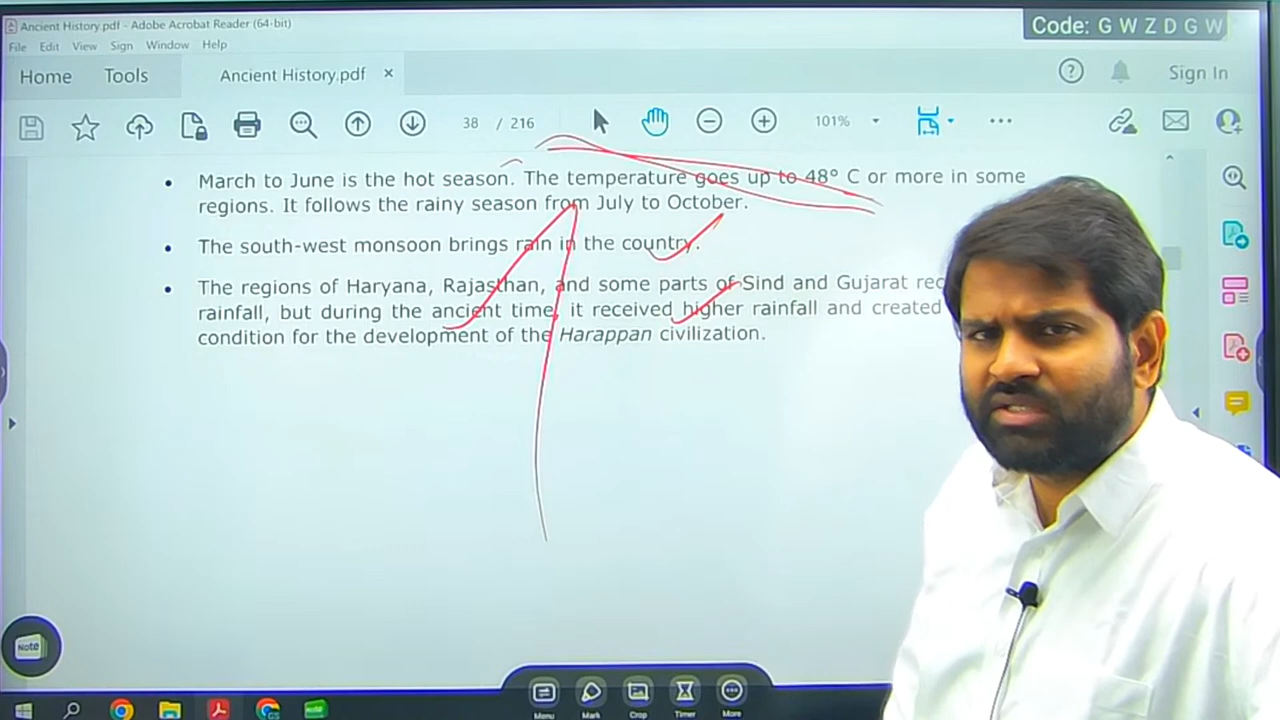 Ancient History.pdf - Adobe Acrobat Reader (64-bit)
Code: G W Z D G W
File Edit View Sign Window Help
Home Tools Ancient History.pdf × Sign In
38 / 216 101%
• March to June is the hot season. The temperature goes up to 48° C or more in some
regions. It follows the rainy season from July to October.
• The south-west monsoon brings rain in the country.
• The regions of Haryana, Rajasthan, and some parts of Sind and Gujarat
rainfall, but during the ancient time, it received higher rainfall and created
condition for the development of the Harappan civilization.
Note
Menu Mark Crop Timer More